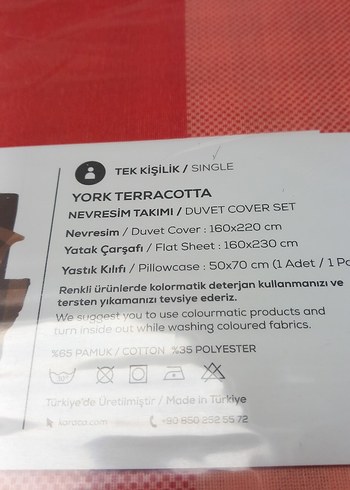 TEK KİŞİLİK / SINGLE
YORK TERRACOTTA
NEVRESİM TAKIMI / DUVET COVER SET
Nevresim / Duvet Cover : 160x220 cm
Yatak Çarşafı / Flat Sheet : 160x230 cm
Yastık Kılıfı / Pillowcase : 50x70 cm (1 Adet / 1 Pc
Renkli ürünlerde kolormatik deterjan kullanmanızı ve
tersten yıkamanızı tavsiye ederiz.
We suggest you to use colourmatic products and
turn inside out while washing coloured fabrics.
%65 PAMUK / COTTON %35 POLYESTER
30°
Türkiye'de Üretilmiştir / Made in Türkiye
karaca.com +90 850 252 55 72